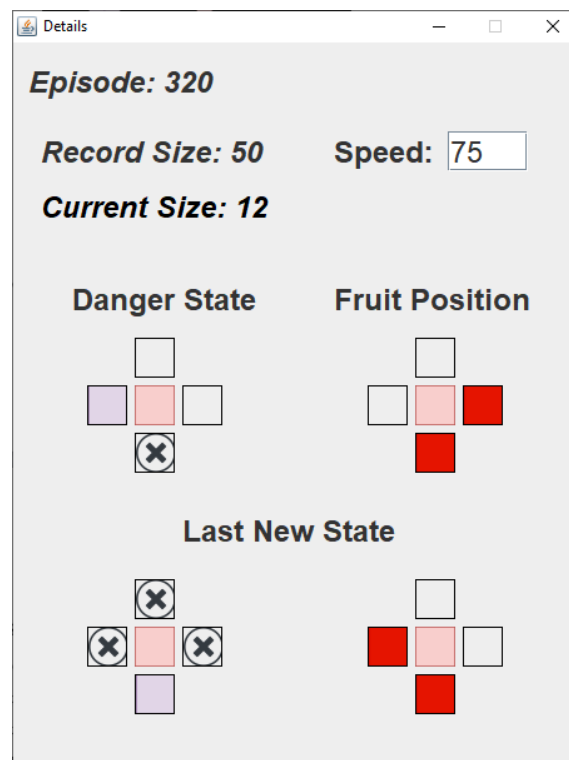 Details
Episode: 320
Record Size: 50
Speed: 75
Current Size: 12
Danger State
Fruit Position
Last New State